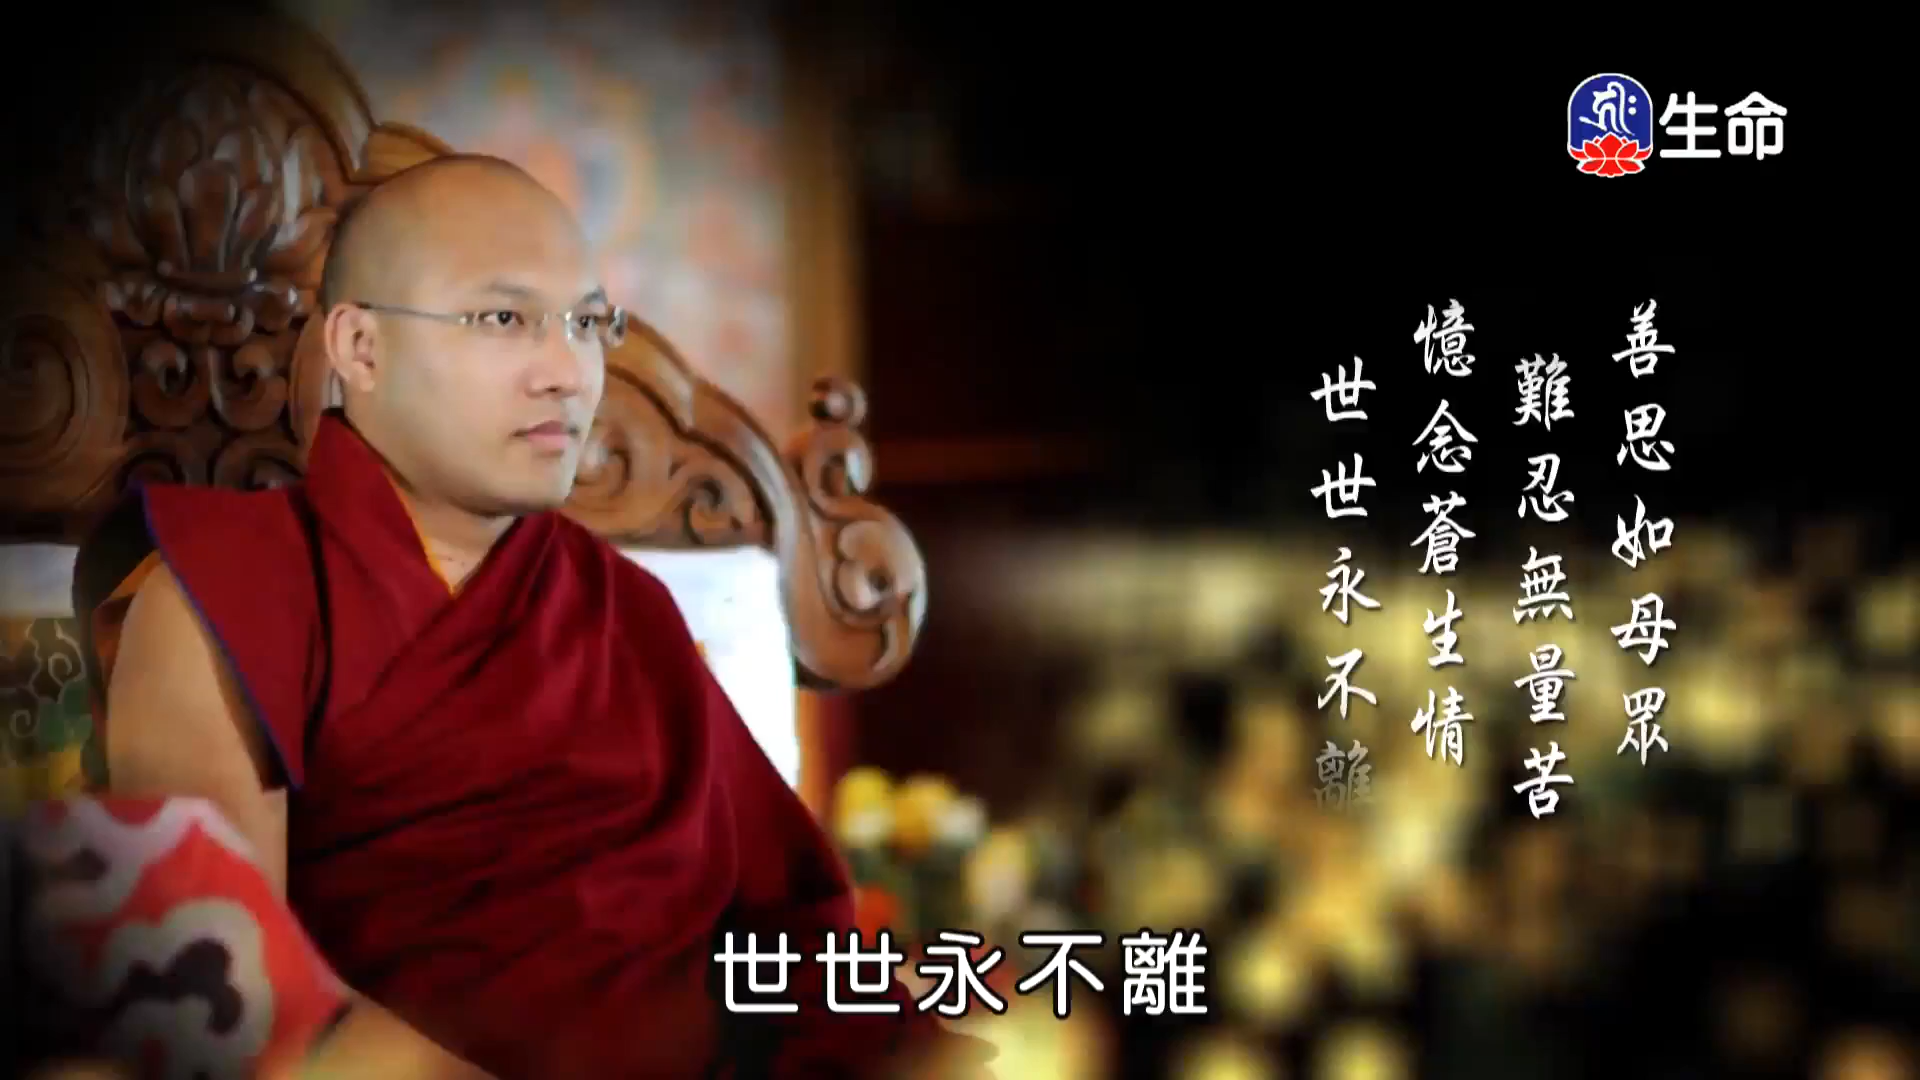 生命
善思如母眾
難忍無量苦
憶念蒼生情
世世永不離
世世永不離